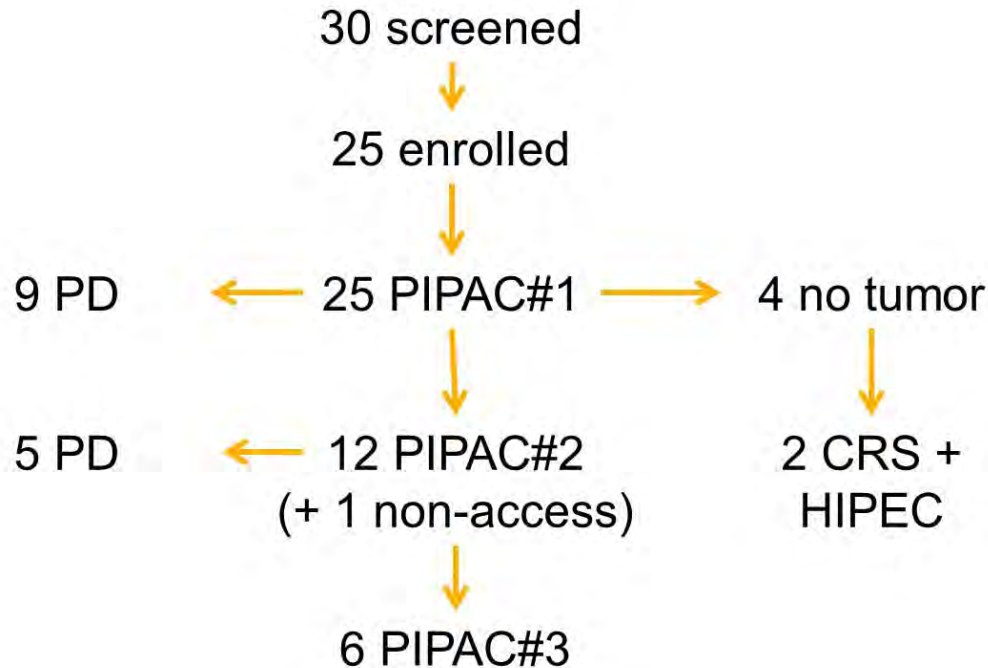 30 screened
25 enrolled
9 PD
25 PIPAC#1
4 no tumor
5 PD
12 PIPAC#2
(+ 1 non-access)
2 CRS +
HIPEC
6 PIPAC#3